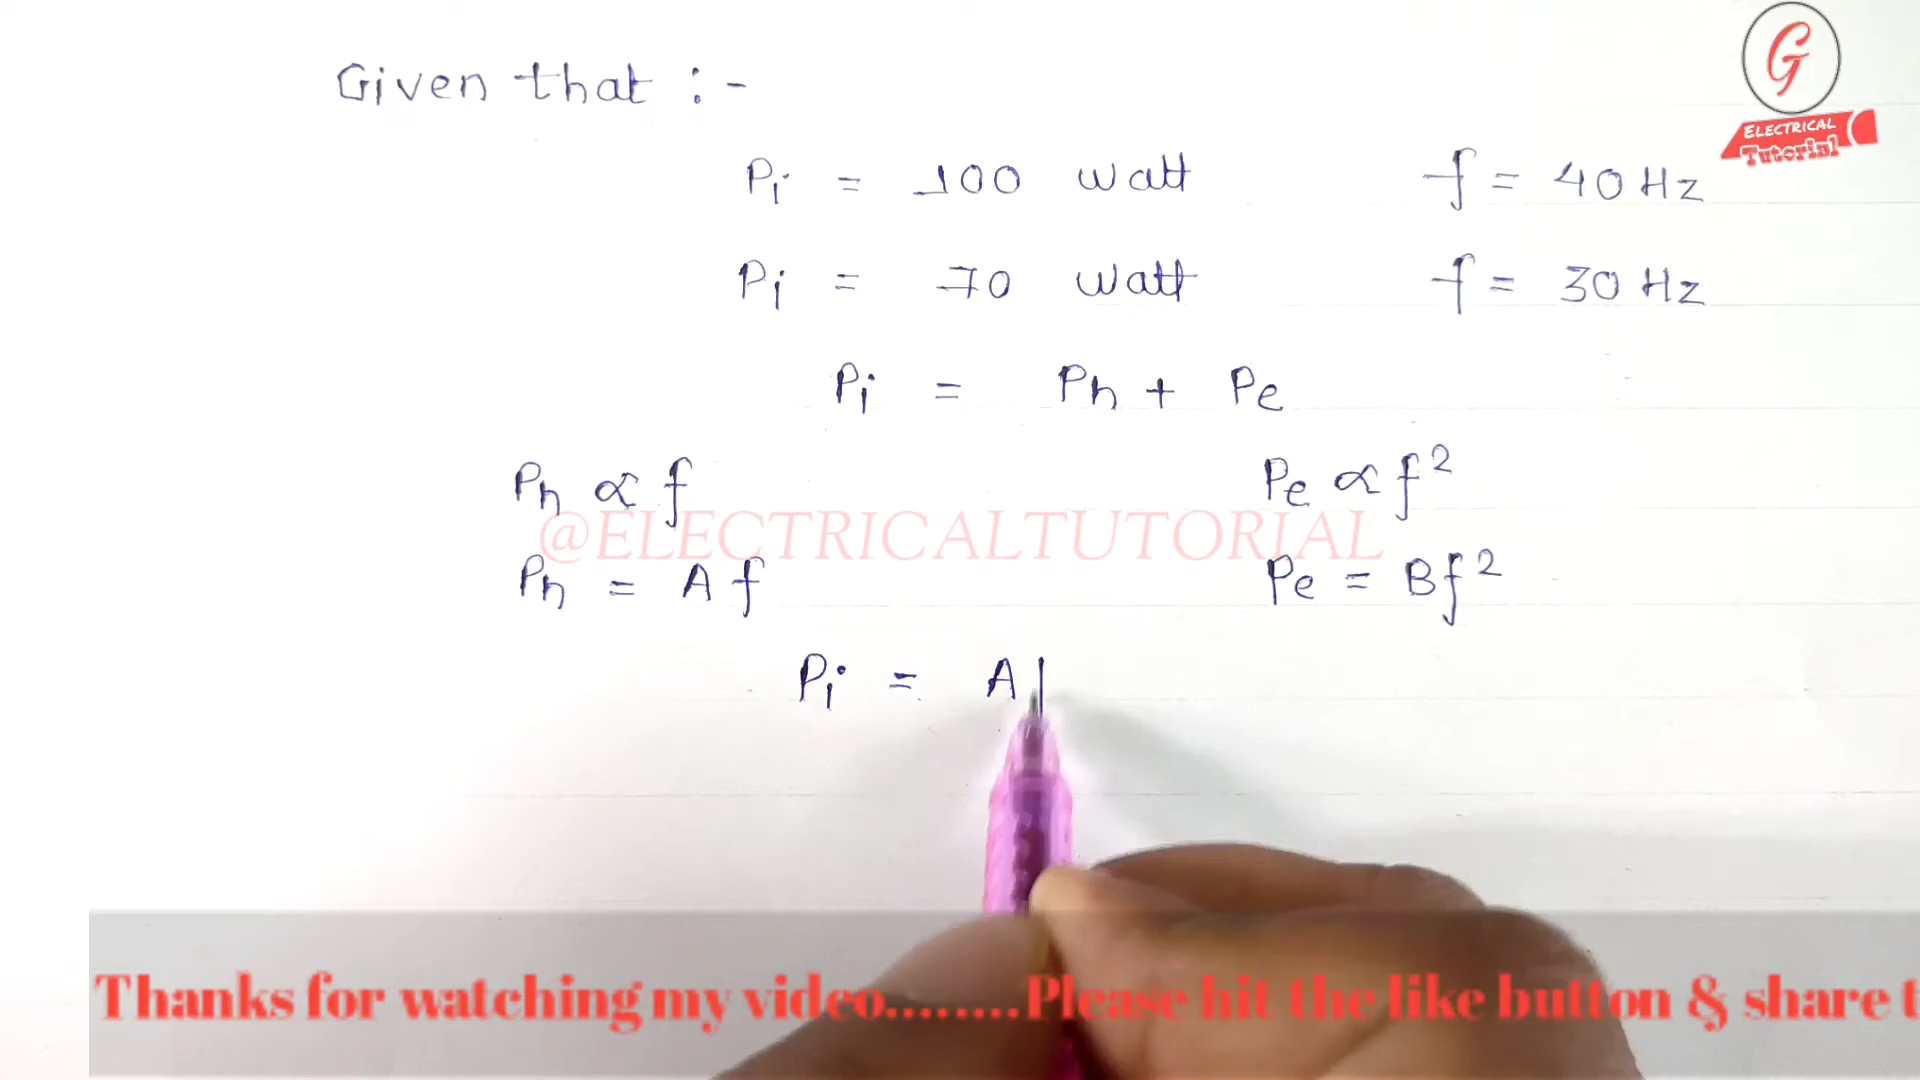 G
ELECTRICAL
Tutorial
Given that :-
Pi = 100 watt f = 40 Hz
Pi = 70 watt f = 30 Hz
Pi = Ph + Pe
Ph ∝ f Pe ∝ f²
@ELECTRICALTUTORIAL
Ph = A f Pe = Bf²
Pi = A
Thanks for watching my video........Please hit the like button & share t